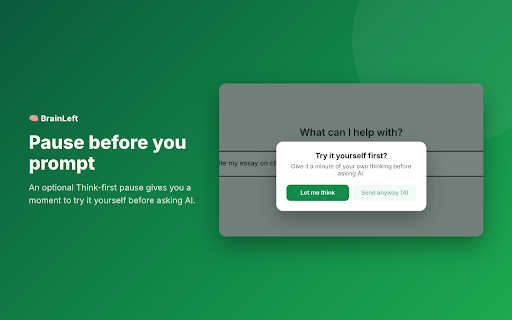 🧠 BrainLeft
Pause before you
prompt
An optional Think-first pause gives you a
moment to try it yourself before asking AI.
What can I help with?
my essay on
Try it yourself first?
Give it a minute of your own thinking before
asking AI.
Let me think
Send anyway (4)